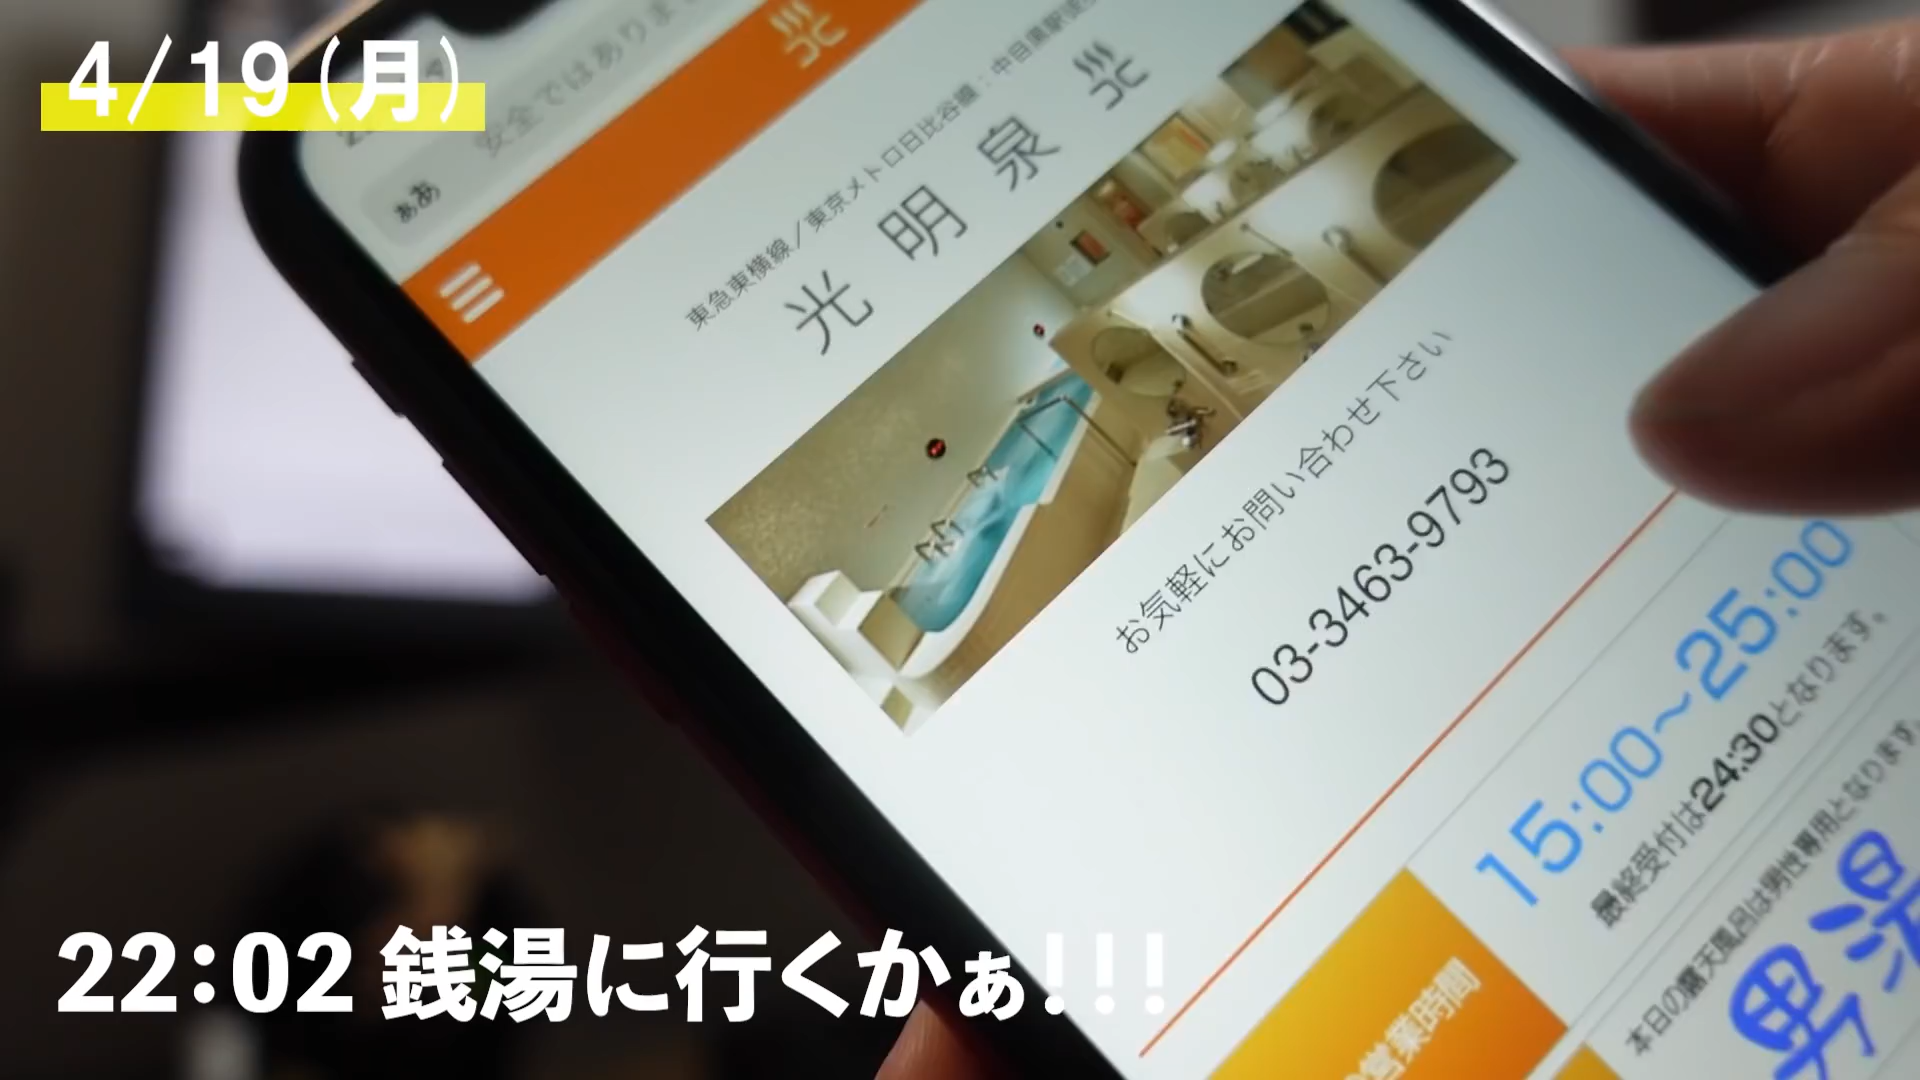 4/19(月)
安全ではありま
ぁあ
東急東横線／東京メトロ日比谷線：中目黒駅徒歩
光明泉
お気軽にお問い合わせ下さい
03-3463-9793
15:00～25:00
最終受付は24:30となります。
営業時間
本日の露天風呂は男性専用となります。
男湯
22:02 銭湯に行くかぁ!!!